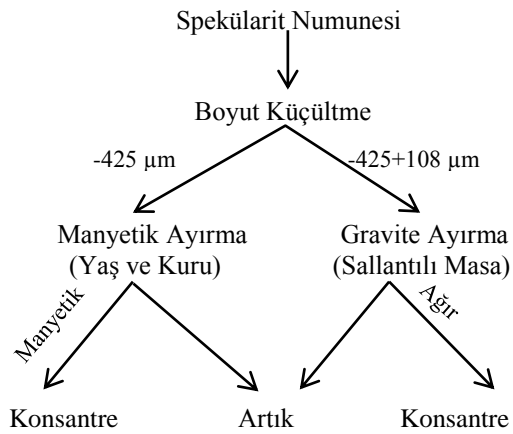 Spekülarit Numunesi
Boyut Küçültme
-425 µm
-425+108 µm
Manyetik Ayırma
(Yaş ve Kuru)
Gravite Ayırma
(Sallantılı Masa)
Manyetik
Ağır
Konsantre
Artık
Konsantre